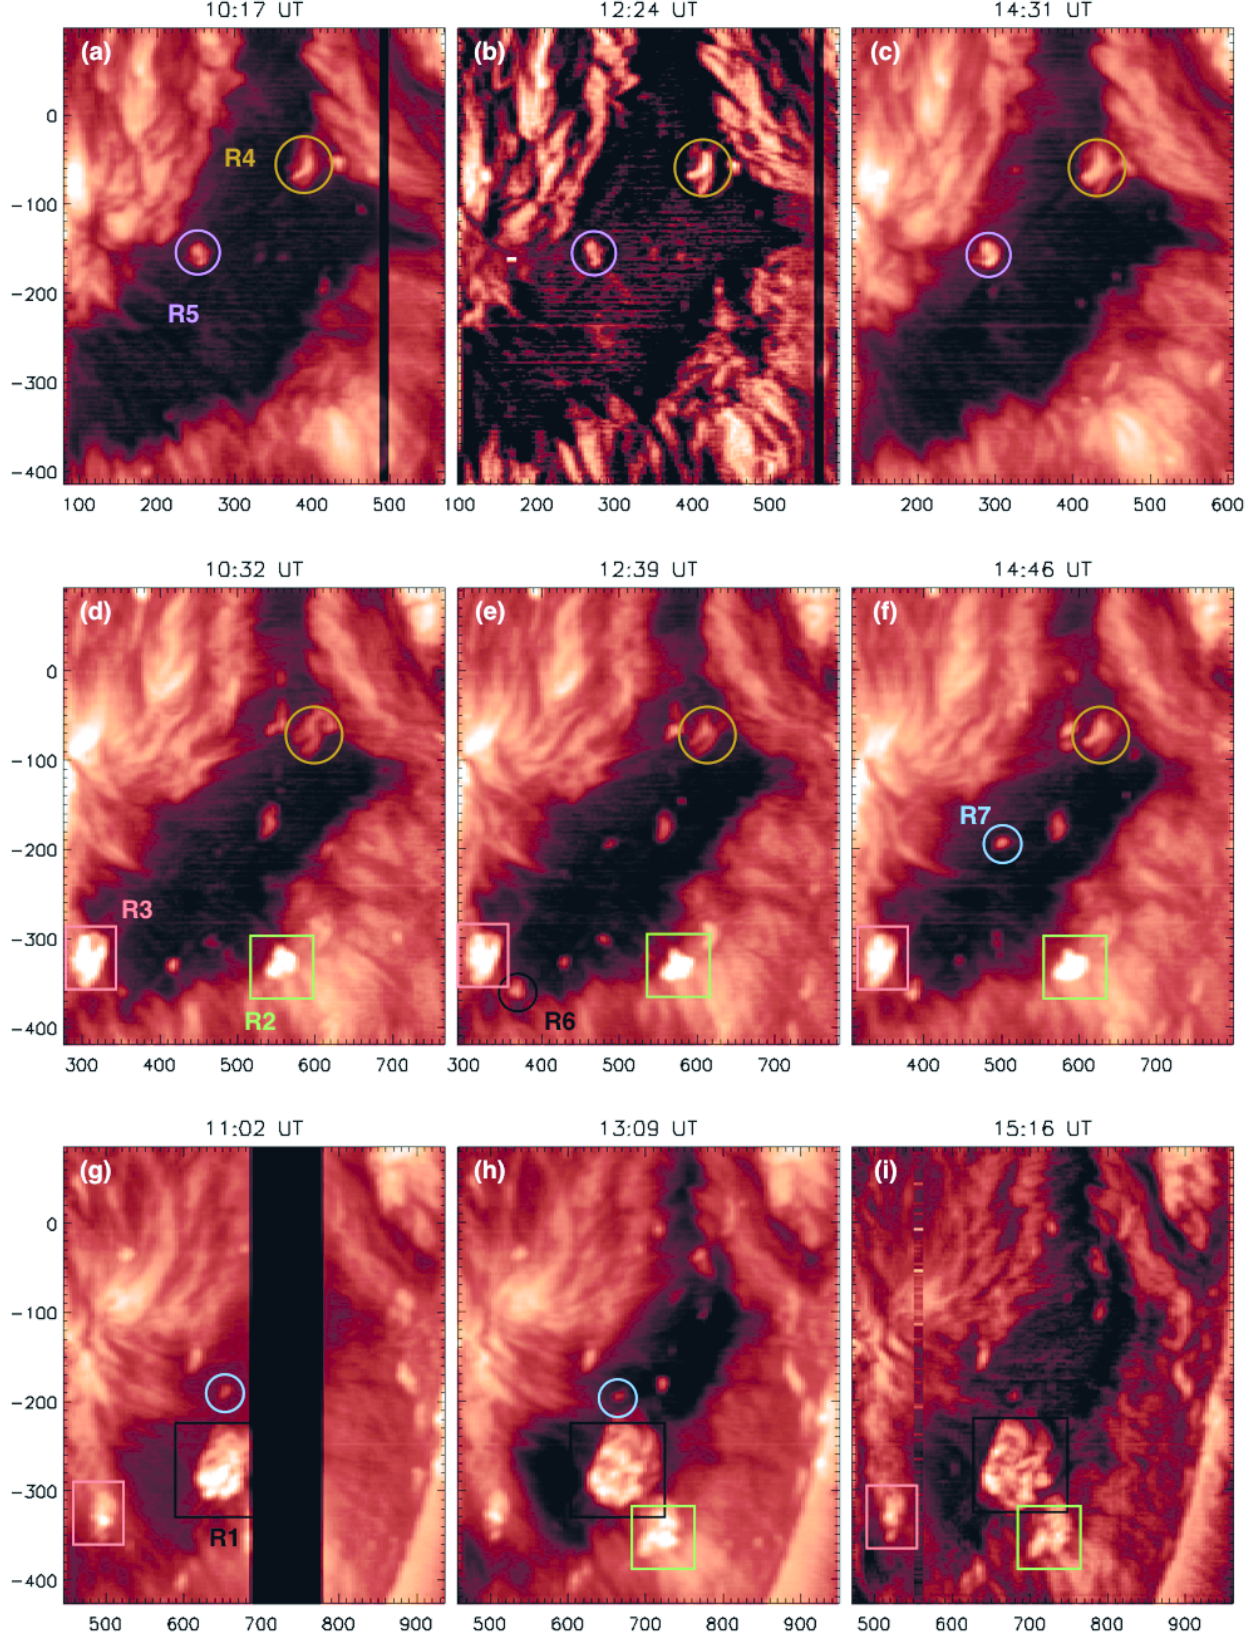 10:17 UT 12:24 UT 14:31 UT
(a) (b) (c)
0
R4
−100
−200
R5
−300
−400
100 200 300 400 500 100 200 300 400 500 200 300 400 500 600
10:32 UT 12:39 UT 14:46 UT
(d) (e) (f)
0
−100
R7
−200
R3
−300
R2 R6
−400
300 400 500 600 700 300 400 500 600 700 400 500 600 700
11:02 UT 13:09 UT 15:16 UT
(g) (h) (i)
0
−100
−200
−300
R1
−400
500 600 700 800 900 500 600 700 800 900 500 600 700 800 900